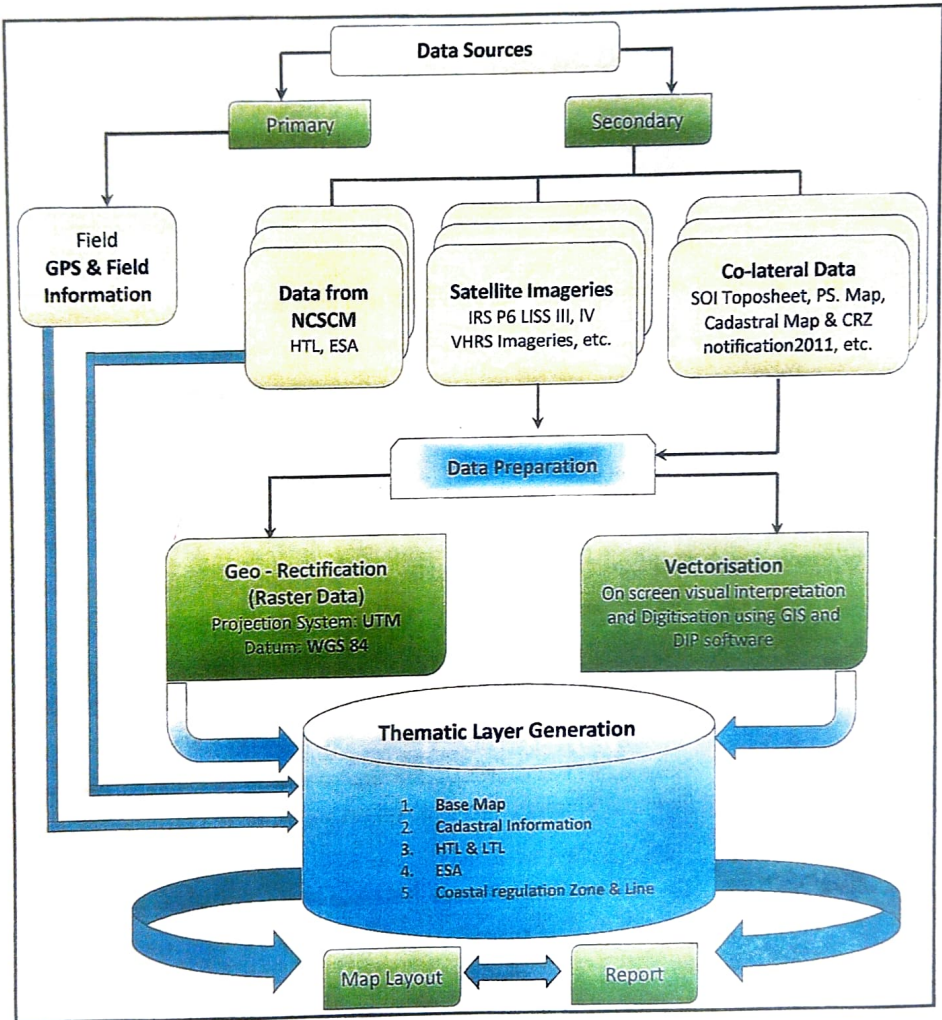 Data Sources
Primary
Secondary
Field
GPS & Field
Information
Data from
NCSCM
HTL, ESA
Satellite Imageries
IRS P6 LISS III, IV
VHRS Imageries, etc.
Co-lateral Data
SOI Toposheet, PS. Map,
Cadastral Map & CRZ
notification2011, etc.
Data Preparation
Geo - Rectification
(Raster Data)
Projection System: UTM
Datum: WGS 84
Vectorisation
On screen visual interpretation
and Digitisation using GIS and
DIP software
Thematic Layer Generation
1. Base Map
2. Cadastral Information
3. HTL & LTL
4. ESA
5. Coastal regulation Zone & Line
Map Layout
Report